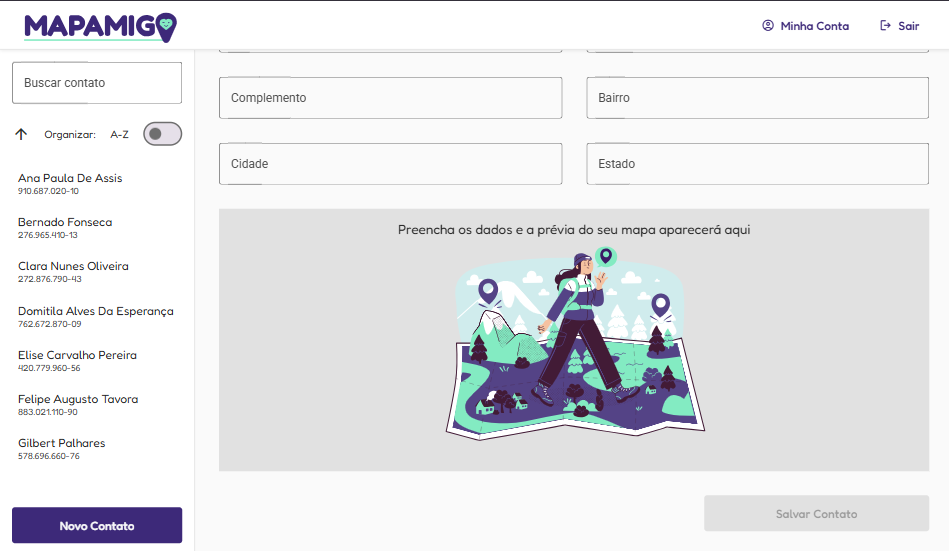 MAPAMIGO
Minha Conta
Sair
Buscar contato
Organizar: A-Z
Ana Paula De Assis
910.687.020-10
Bernado Fonseca
276.965.410-13
Clara Nunes Oliveira
272.876.790-43
Domitila Alves Da Esperança
762.672.870-09
Elise Carvalho Pereira
420.779.960-56
Felipe Augusto Tavora
883.021.110-90
Gilbert Palhares
578.696.660-76
Novo Contato
Complemento
Bairro
Cidade
Estado
Preencha os dados e a prévia do seu mapa aparecerá aqui
Salvar Contato